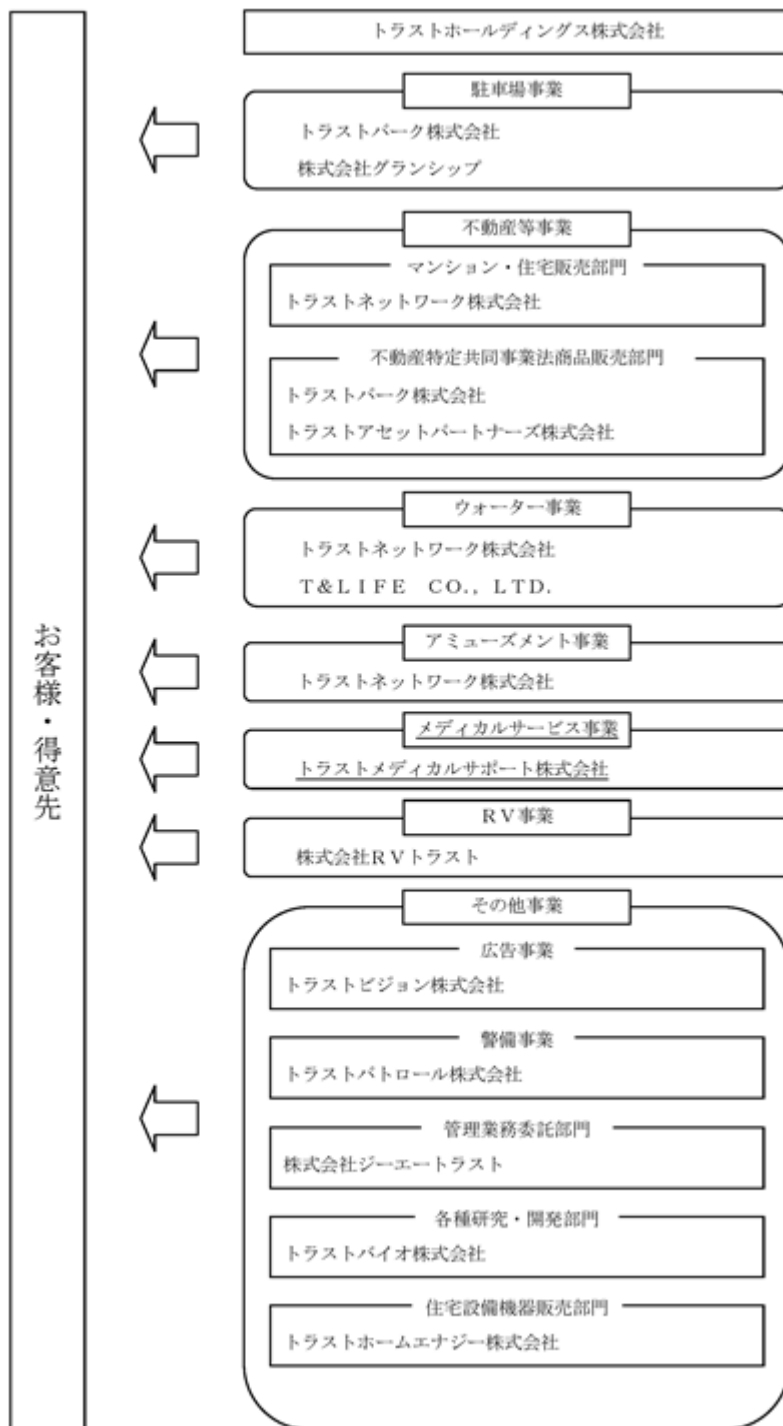 トラストホールディングス株式会社
駐車場事業
トラストパーク株式会社
株式会社グランシップ
不動産等事業
マンション・住宅販売部門
トラストネットワーク株式会社
不動産特定共同事業法商品販売部門
トラストパーク株式会社
トラストアセットパートナーズ株式会社
ウォーター事業
トラストネットワーク株式会社
T&LIFE CO., LTD.
アミューズメント事業
トラストネットワーク株式会社
メディカルサービス事業
トラストメディカルサポート株式会社
RV事業
株式会社RVトラスト
その他事業
広告事業
トラストビジョン株式会社
警備事業
トラストパトロール株式会社
管理業務委託部門
株式会社ジーエートラスト
各種研究・開発部門
トラストバイオ株式会社
住宅設備機器販売部門
トラストホームエナジー株式会社
お客様・得意先